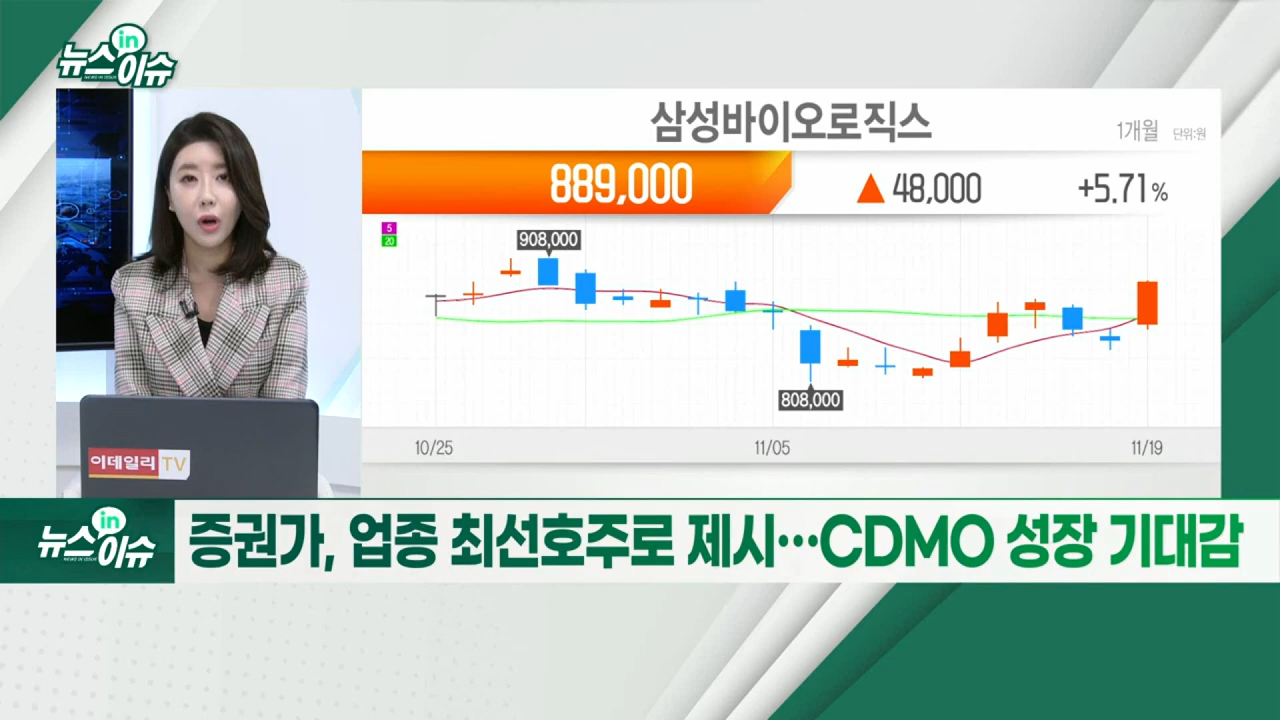 뉴스in이슈
삼성바이오로직스
1개월 단위:원
889,000 ▲ 48,000 +5.71%
5
20
908,000
808,000
10/25 11/05 11/19
이데일리 TV
뉴스in이슈
증권가, 업종 최선호주로 제시…CDMO 성장 기대감